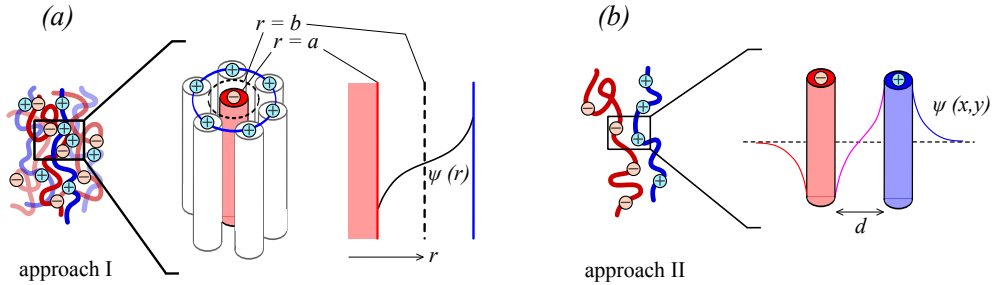 (a)
r = b
r = a
ψ (r)
r
approach I
(b)
ψ (x,y)
d
approach II